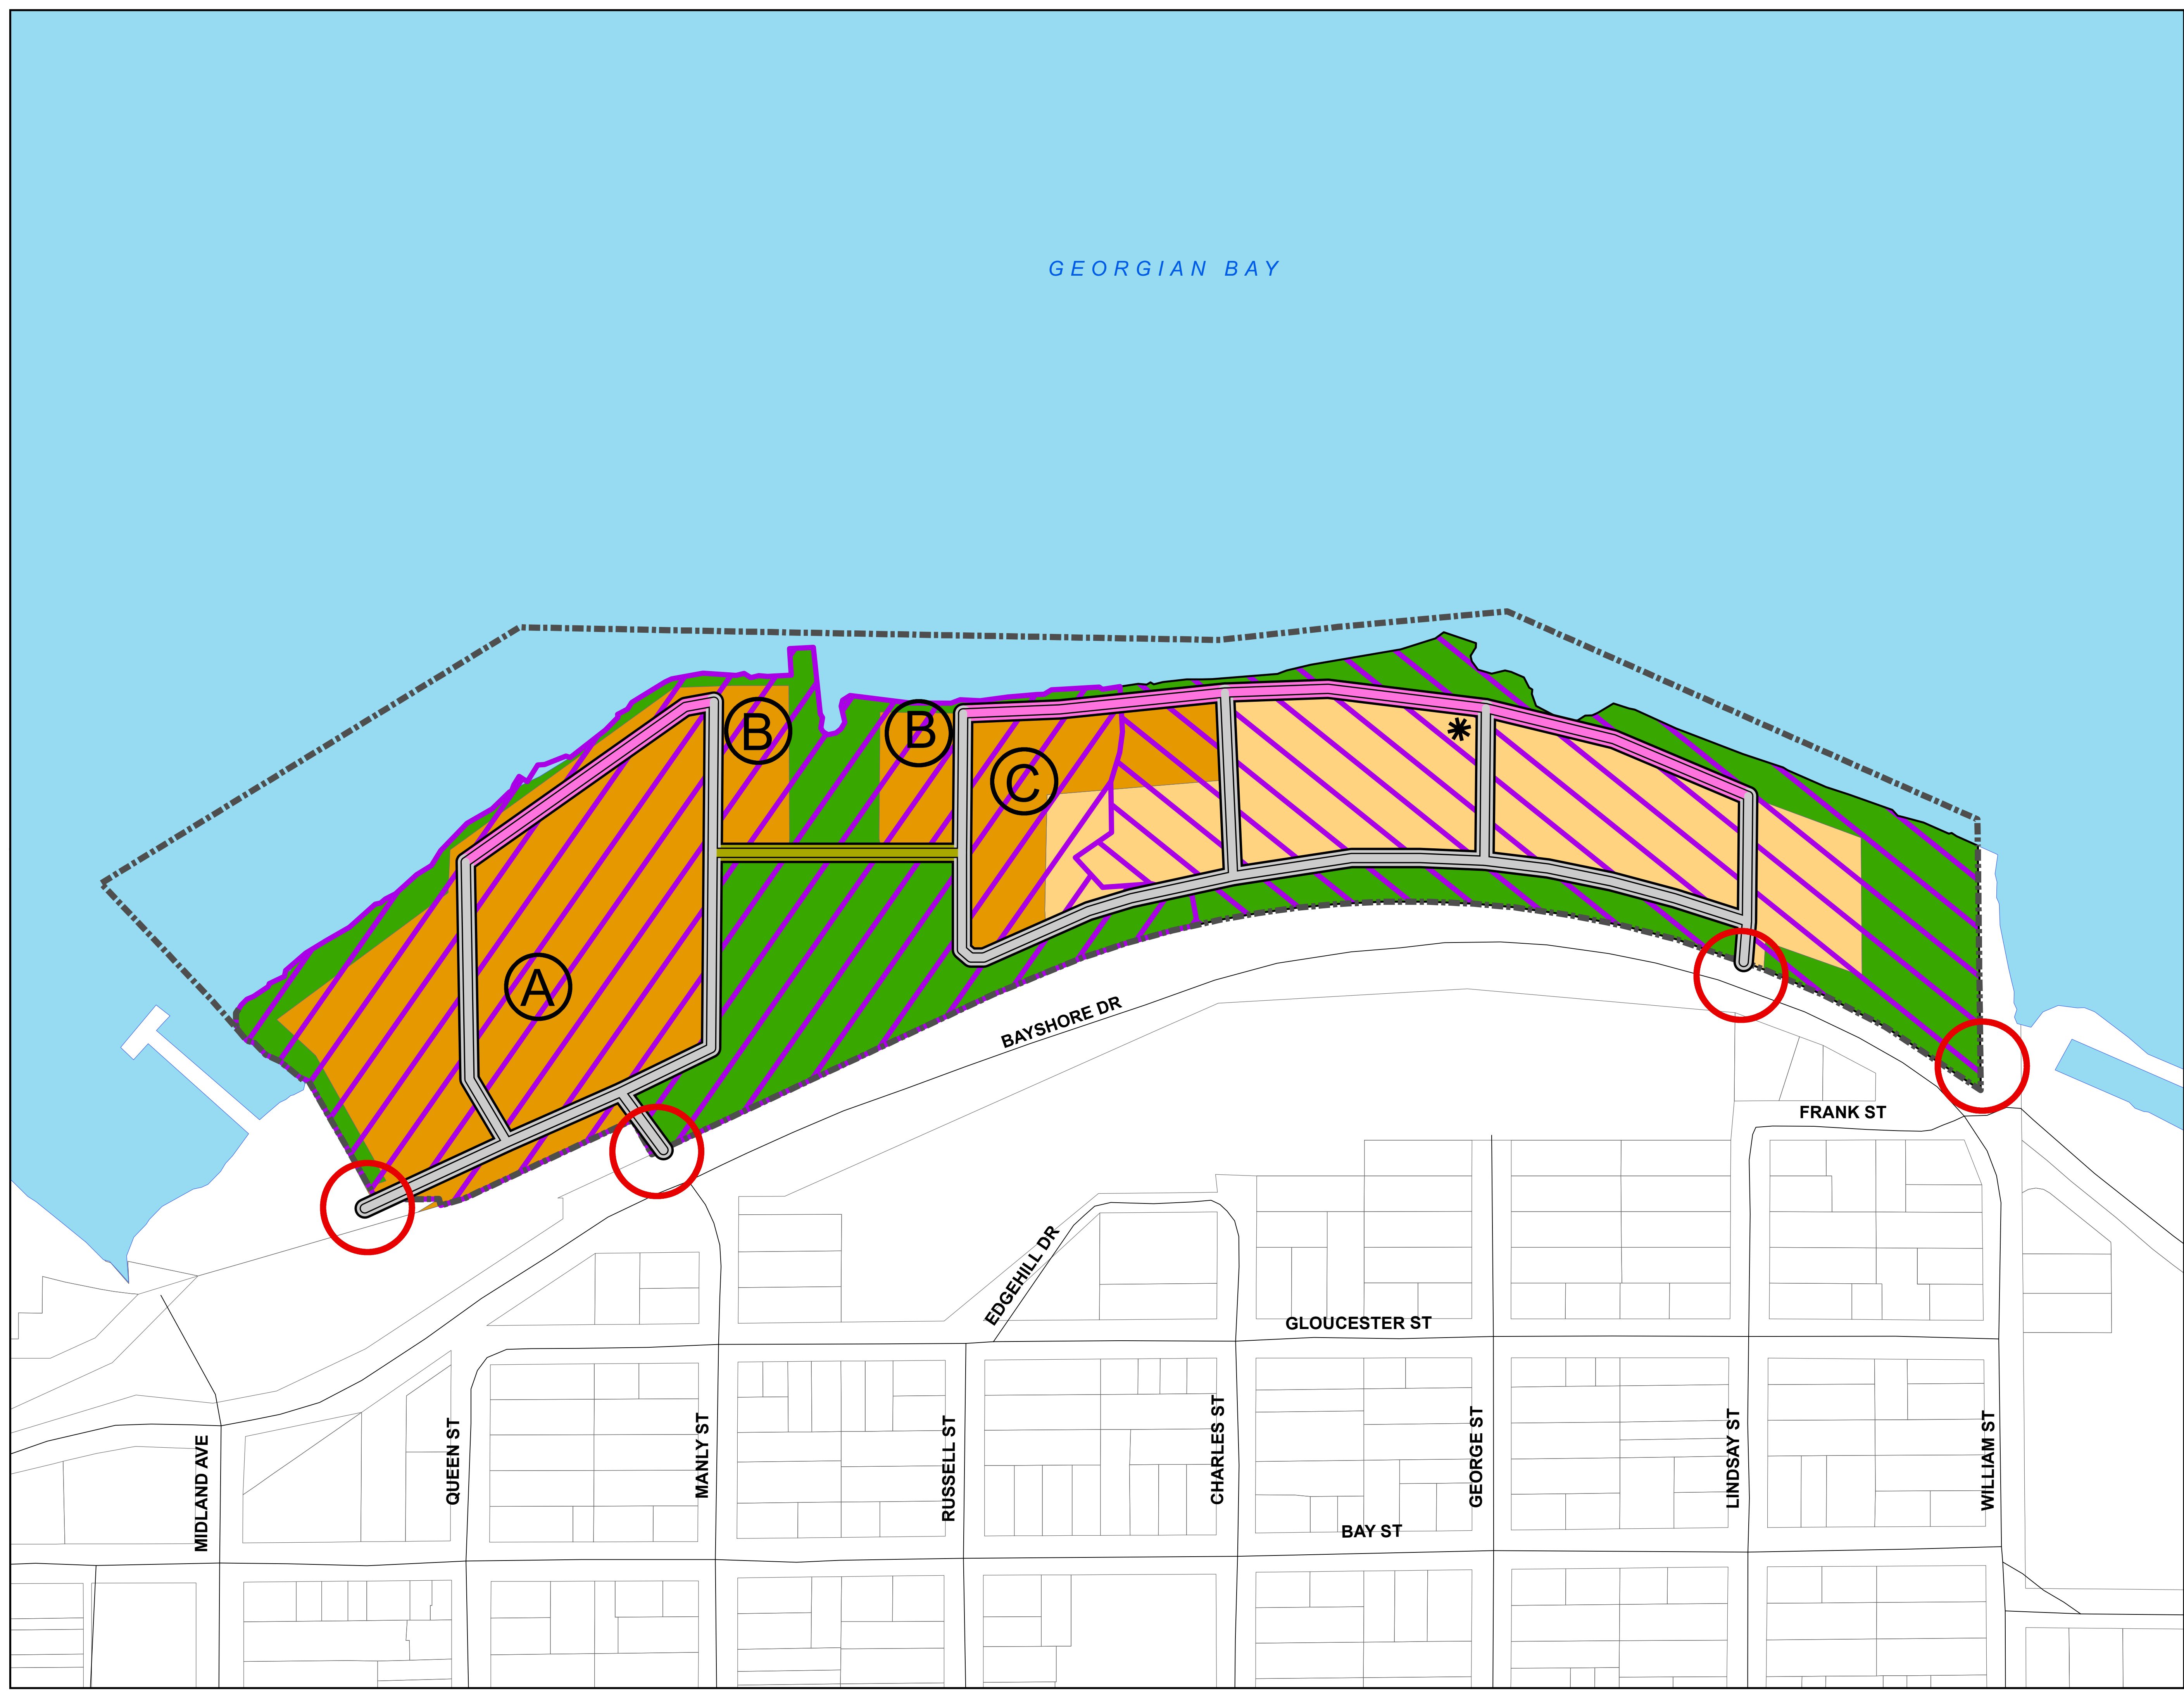 GEORGIAN BAY
B
B
C
*
A
BAYSHORE DR
FRANK ST
EDGEHILL DR
GLOUCESTER ST
MIDLAND AVE
QUEEN ST
MANLY ST
RUSSELL ST
CHARLES ST
GEORGE ST
LINDSAY ST
WILLIAM ST
BAY ST